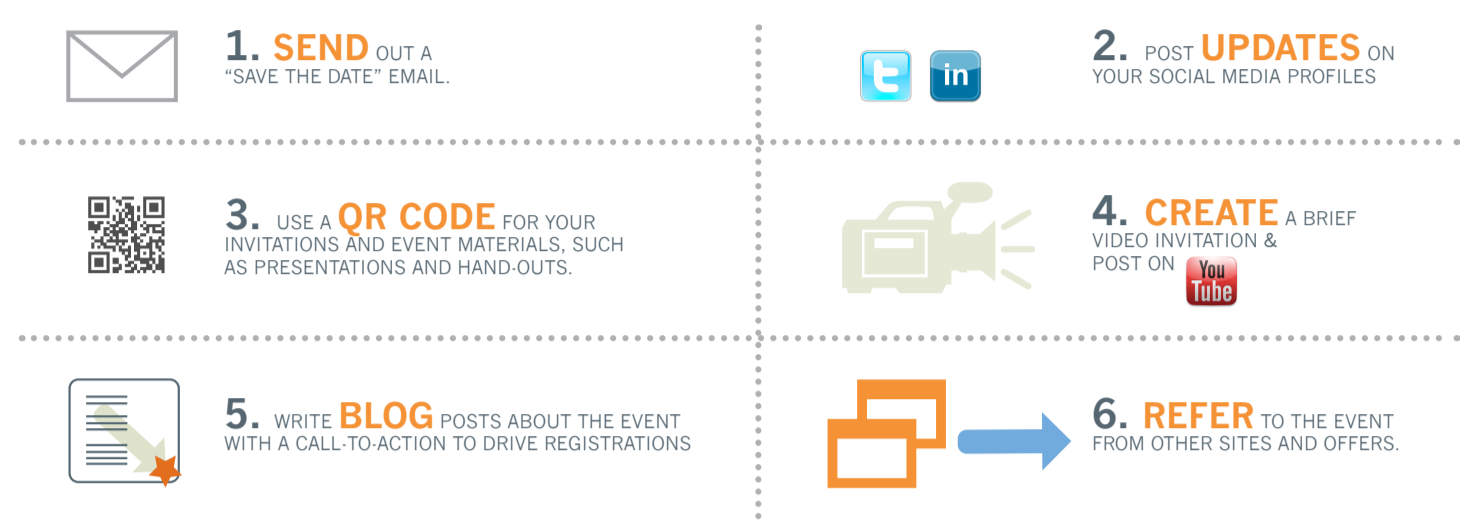 1. SEND OUT A
“SAVE THE DATE” EMAIL.
t in
2. POST UPDATES ON
YOUR SOCIAL MEDIA PROFILES
3. USE A QR CODE FOR YOUR
INVITATIONS AND EVENT MATERIALS, SUCH
AS PRESENTATIONS AND HAND-OUTS.
4. CREATE A BRIEF
VIDEO INVITATION &
POST ON You
Tube
5. WRITE BLOG POSTS ABOUT THE EVENT
WITH A CALL-TO-ACTION TO DRIVE REGISTRATIONS
6. REFER TO THE EVENT
FROM OTHER SITES AND OFFERS.